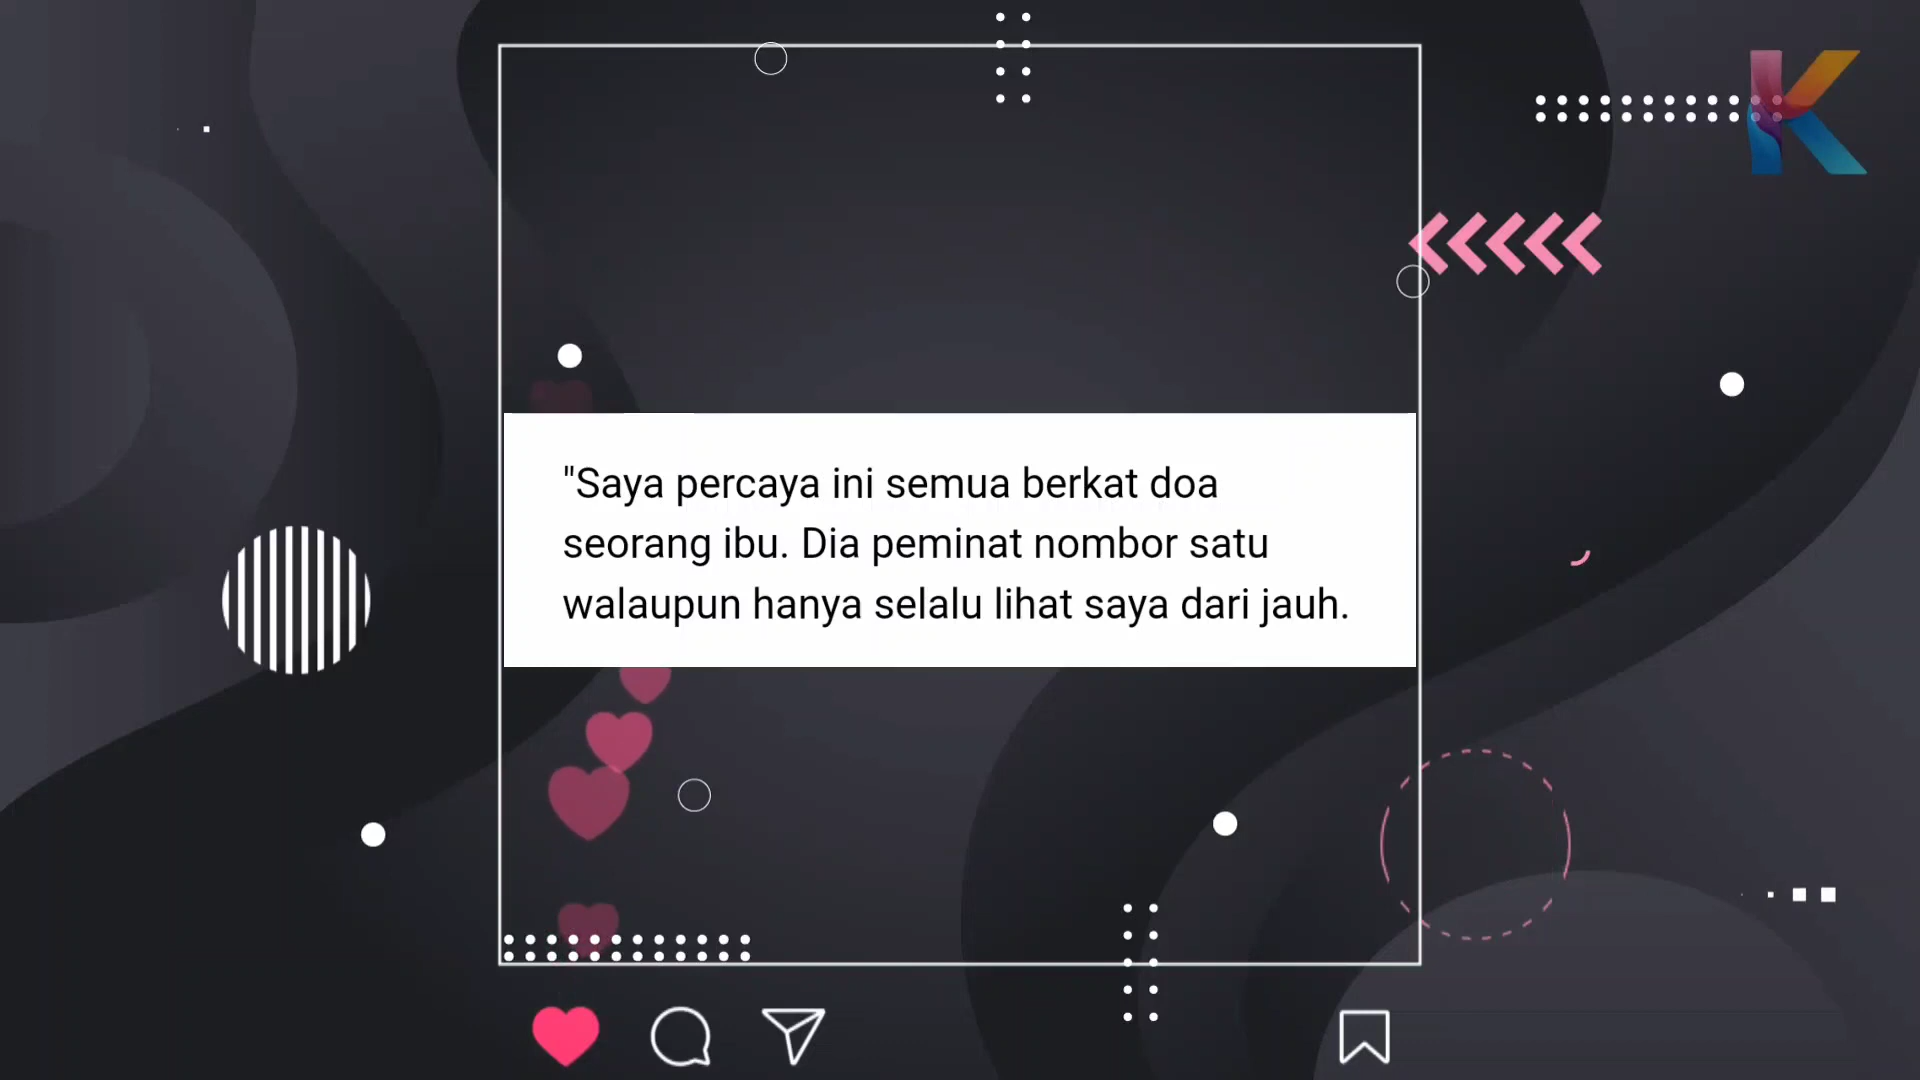 "Saya percaya ini semua berkat doa
seorang ibu. Dia peminat nombor satu
walaupun hanya selalu lihat saya dari jauh.
K